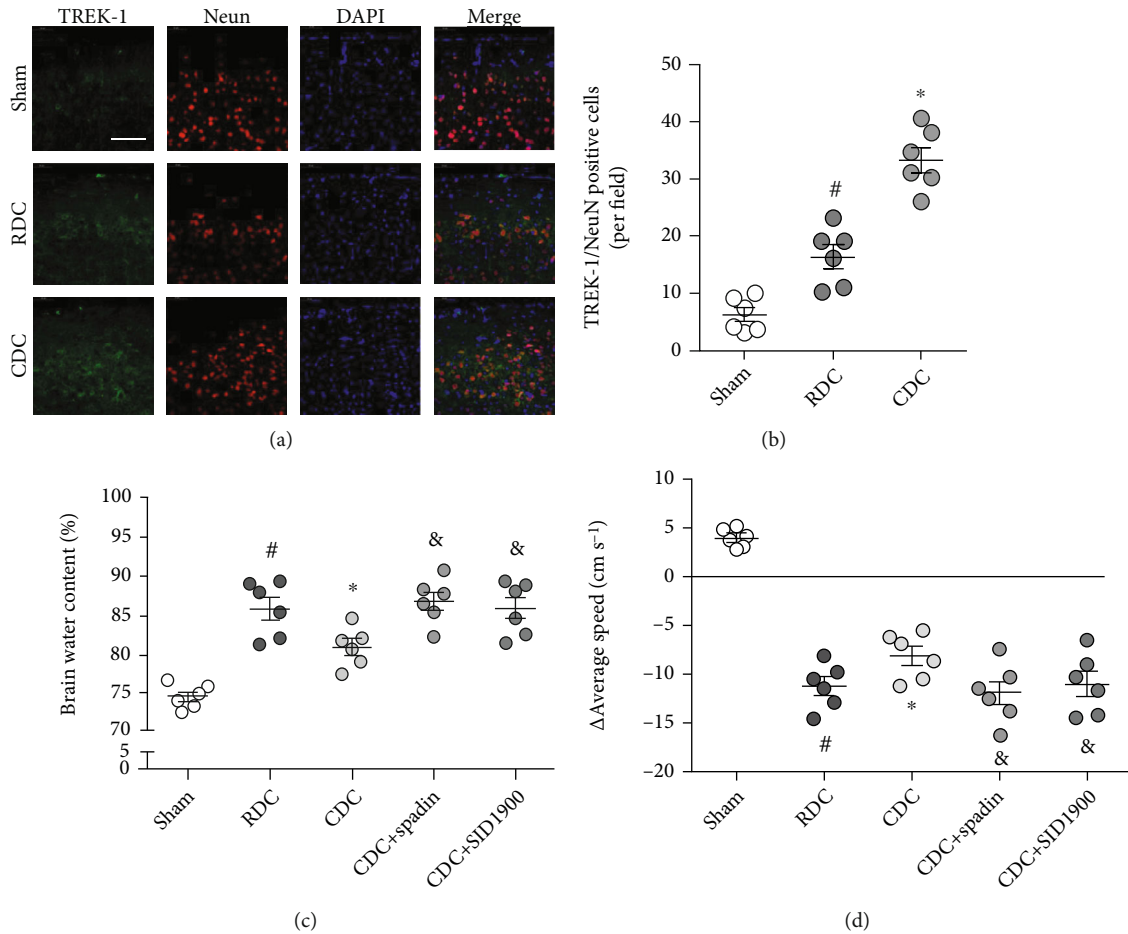 TREK-1 Neun DAPI Merge
Sham
RDC
CDC
(a)
TREK-1/NeuN positive cells
(per field)
50
40
30
20
10
0
*
#
Sham
RDC
CDC
(b)
Brain water content (%)
100
95
90
85
80
75
70
5
0
#
*
&
&
Sham
RDC
CDC
CDC+spadin
CDC+SID1900
(c)
ΔAverage speed (cm s⁻¹)
10
5
0
−5
−10
−15
−20
#
*
&
&
Sham
RDC
CDC
CDC+spadin
CDC+SID1900
(d)